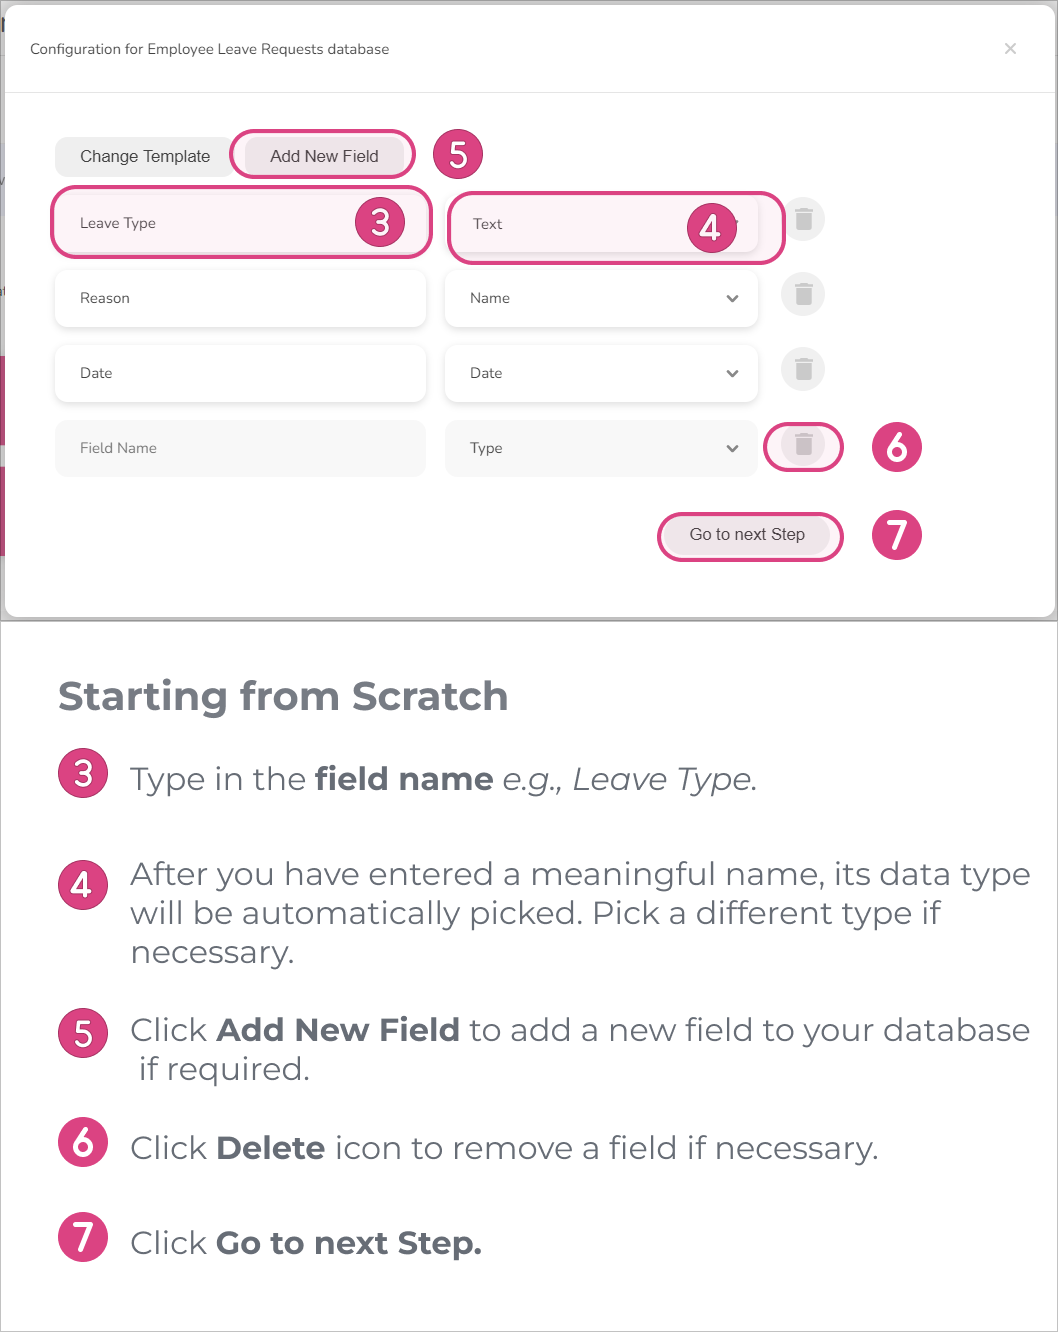 Configuration for Employee Leave Requests database
×
Change Template
Add New Field
5
Leave Type
3
Text
4
Reason
Name
Date
Date
Field Name
Type
6
Go to next Step
7
Starting from Scratch
3 Type in the field name e.g., Leave Type.
4 After you have entered a meaningful name, its data type
will be automatically picked. Pick a different type if
necessary.
5 Click Add New Field to add a new field to your database
if required.
6 Click Delete icon to remove a field if necessary.
7 Click Go to next Step.